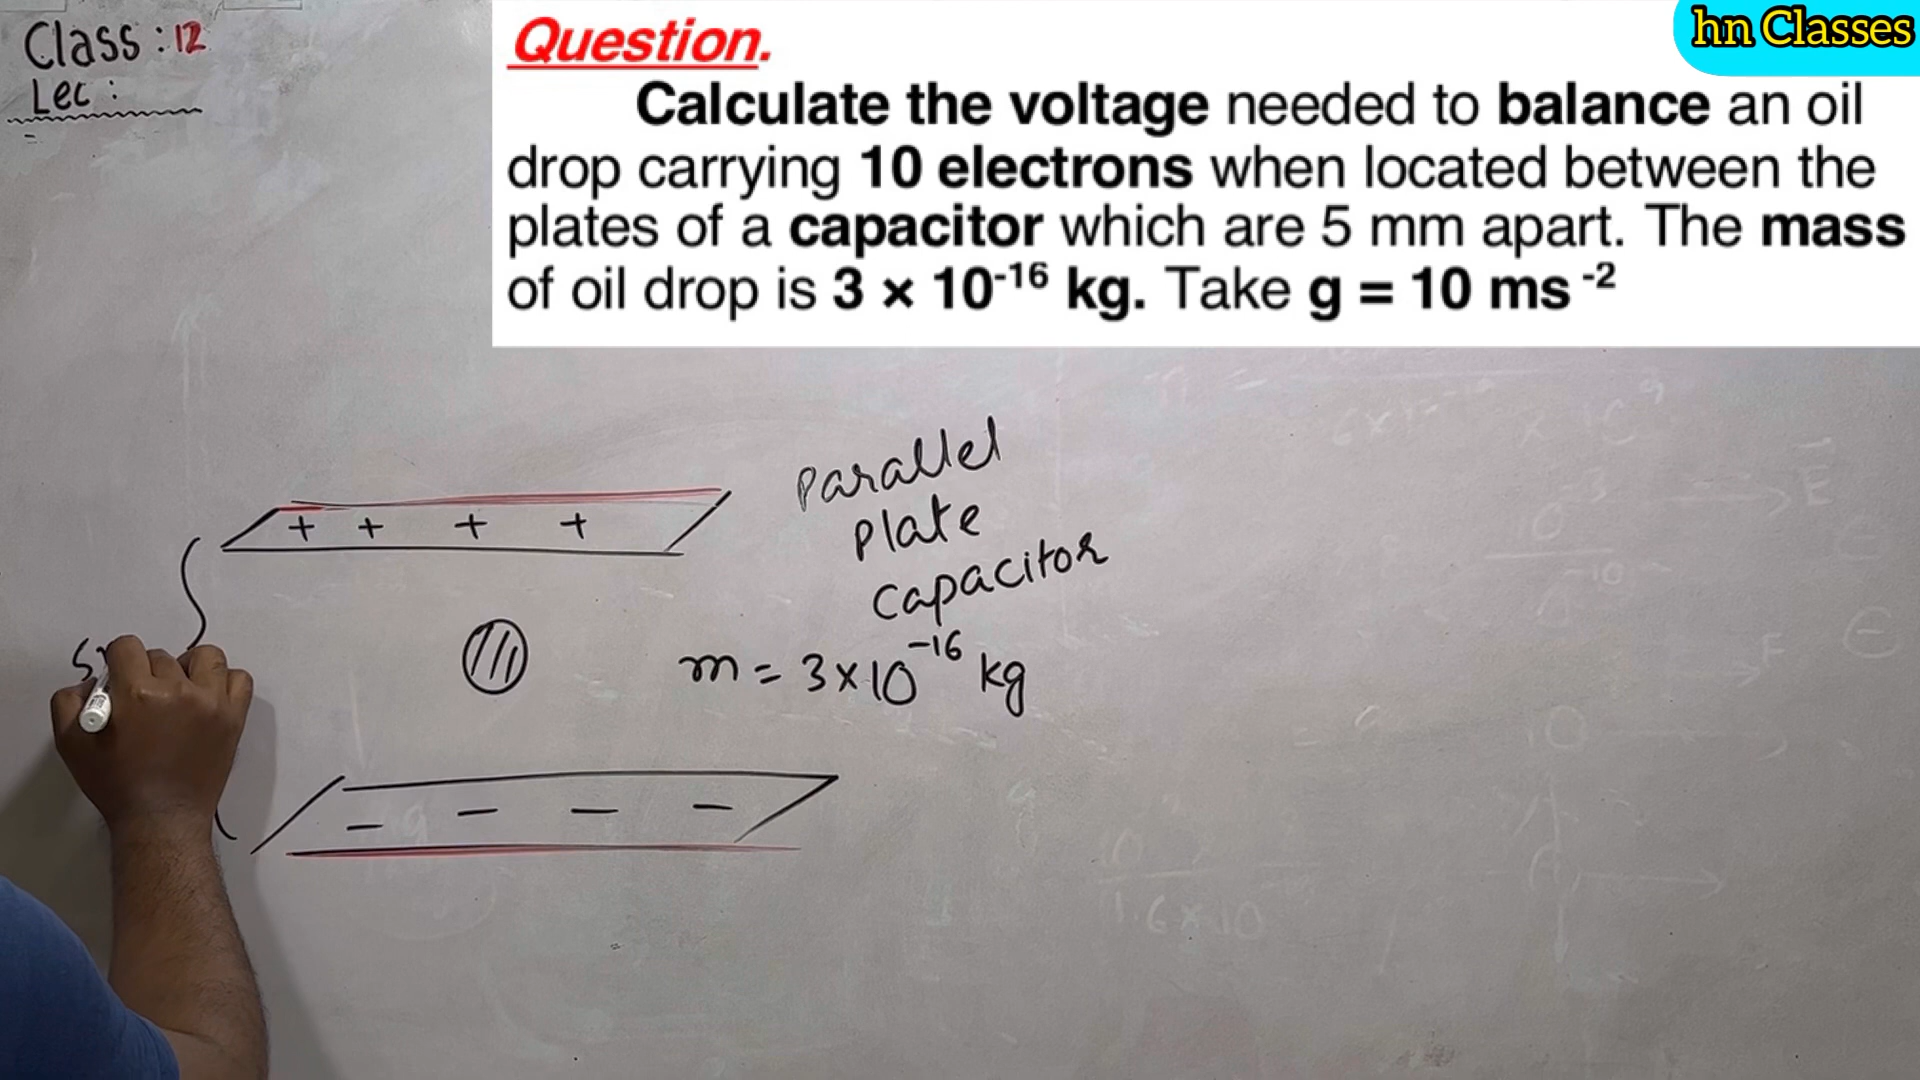 Class : 12
Lec :
hn Classes
Question.
Calculate the voltage needed to balance an oil
drop carrying 10 electrons when located between the
plates of a capacitor which are 5 mm apart. The mass
of oil drop is 3 × 10⁻¹⁶ kg. Take g = 10 ms⁻²
+ + + +
Parallel
Plate
Capacitor
m = 3×10⁻¹⁶ kg
5
− − − −